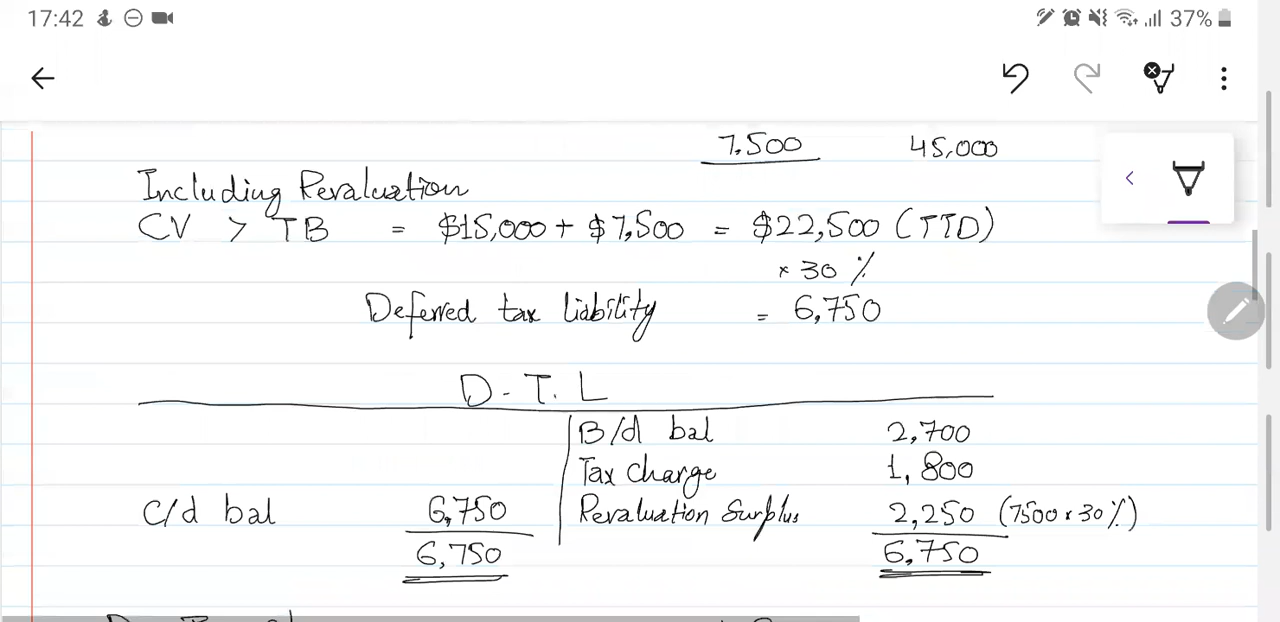 17:42 37%
7,500 45,000
Including Revaluation
CV > TB = $15,000 + $7,500 = $22,500 (TTD)
× 30 %
Deferred tax liability = 6,750
D.T.L
B/d bal 2,700
Tax charge 1,800
C/d bal 6,750 Revaluation Surplus 2,250 (7500 × 30%)
6,750 6,750